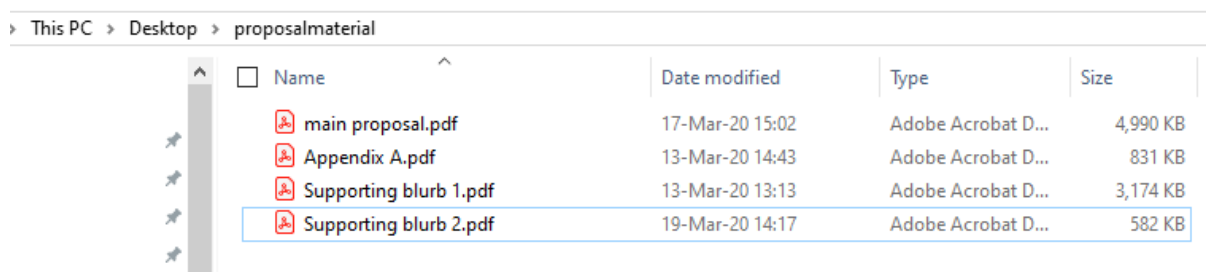 › This PC › Desktop › proposalmaterial
Name Date modified Type Size
main proposal.pdf 17-Mar-20 15:02 Adobe Acrobat D... 4,990 KB
Appendix A.pdf 13-Mar-20 14:43 Adobe Acrobat D... 831 KB
Supporting blurb 1.pdf 13-Mar-20 13:13 Adobe Acrobat D... 3,174 KB
Supporting blurb 2.pdf 19-Mar-20 14:17 Adobe Acrobat D... 582 KB